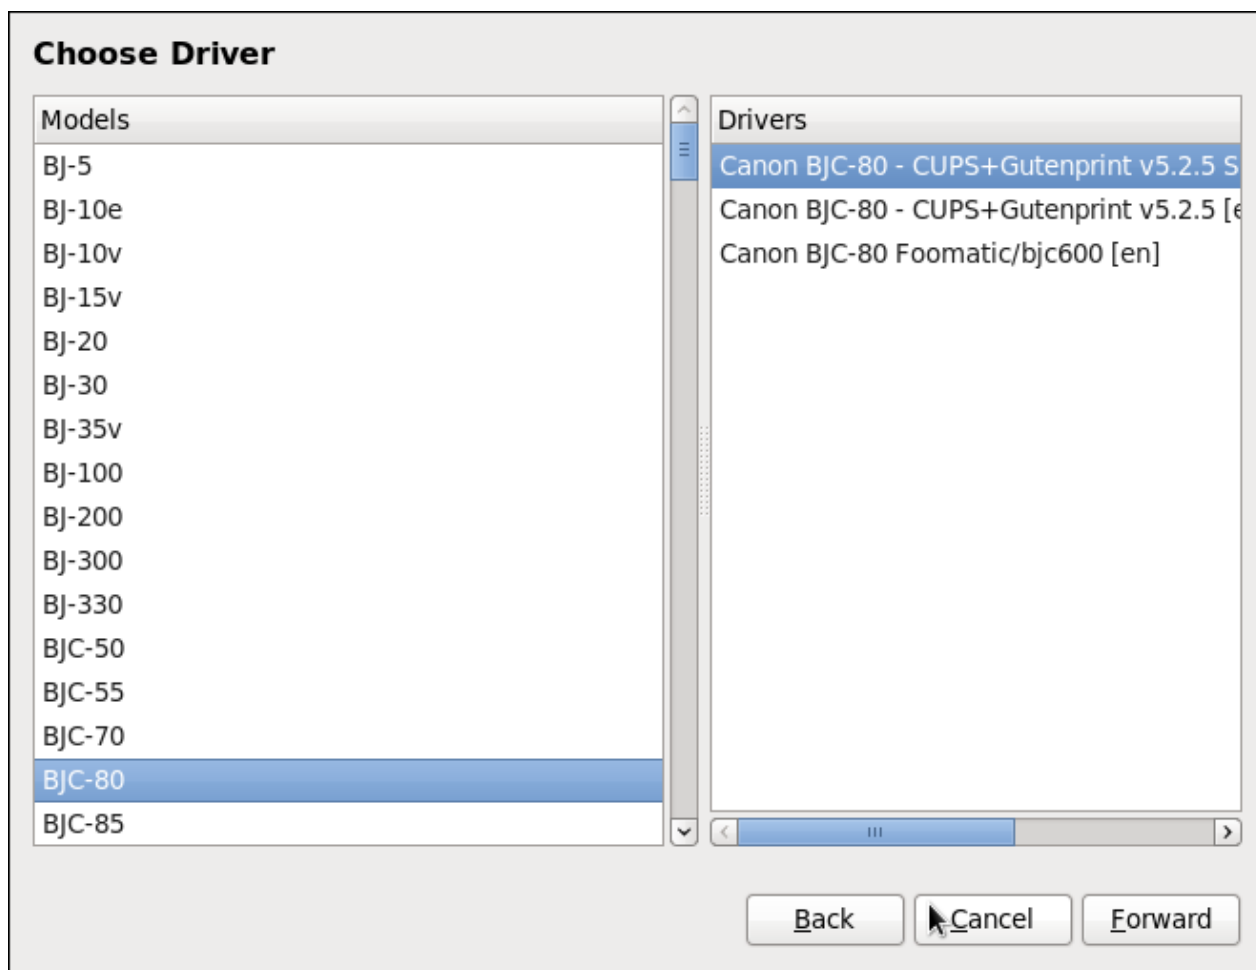 Choose Driver
Models
BJ-5
BJ-10e
BJ-10v
BJ-15v
BJ-20
BJ-30
BJ-35v
BJ-100
BJ-200
BJ-300
BJ-330
BJC-50
BJC-55
BJC-70
BJC-80
BJC-85
Drivers
Canon BJC-80 - CUPS+Gutenprint v5.2.5 S
Canon BJC-80 - CUPS+Gutenprint v5.2.5 [e
Canon BJC-80 Foomatic/bjc600 [en]
Back
Cancel
Forward